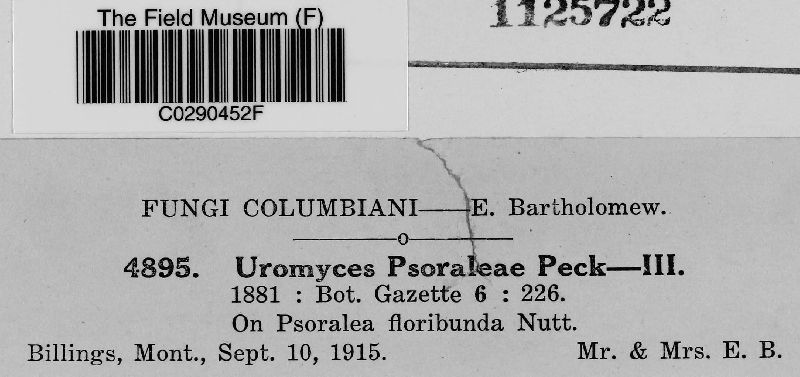 The Field Museum (F)
1125722
C0290452F
FUNGI COLUMBIANI——E. Bartholomew.
4895. Uromyces Psoraleae Peck—III.
1881 : Bot. Gazette 6 : 226.
On Psoralea floribunda Nutt.
Billings, Mont., Sept. 10, 1915. Mr. & Mrs. E. B.